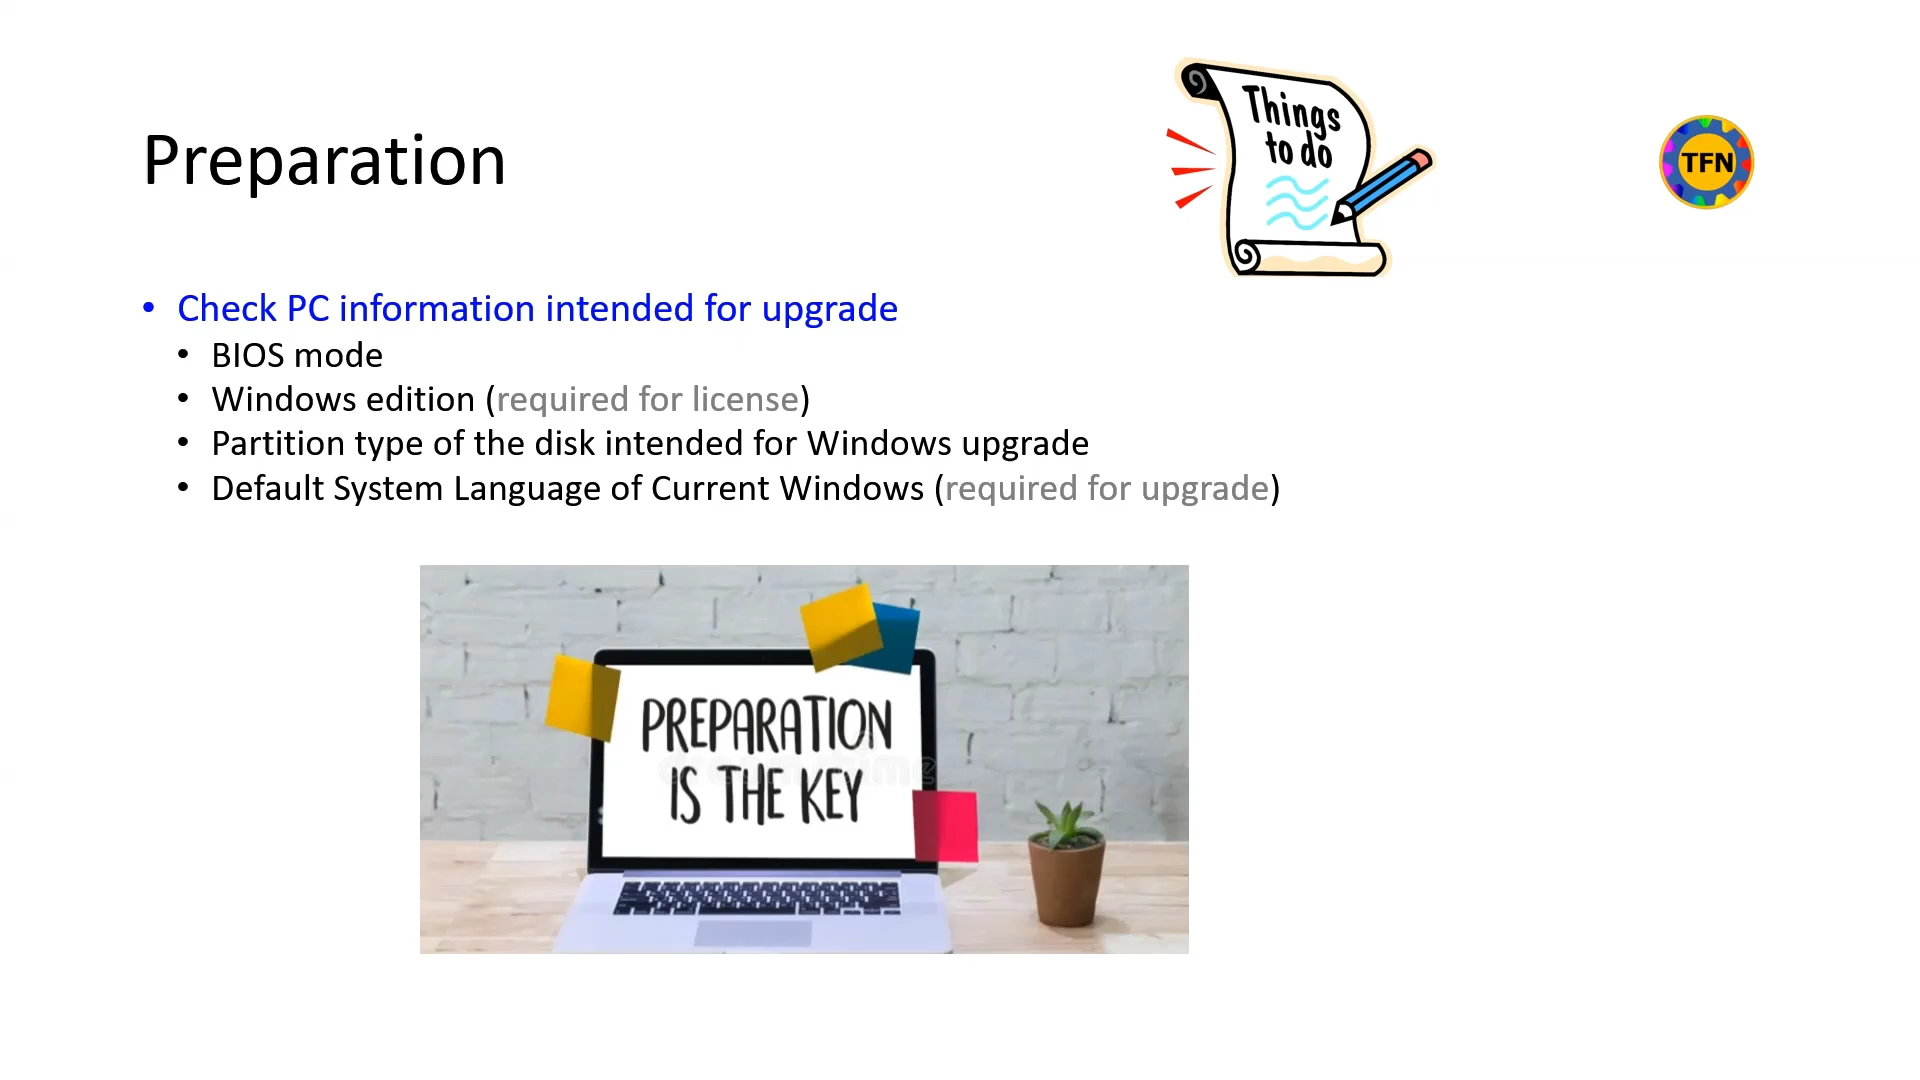 Things
to do
TFN
Preparation
• Check PC information intended for upgrade
• BIOS mode
• Windows edition (required for license)
• Partition type of the disk intended for Windows upgrade
• Default System Language of Current Windows (required for upgrade)
PREPARATION
IS THE KEY